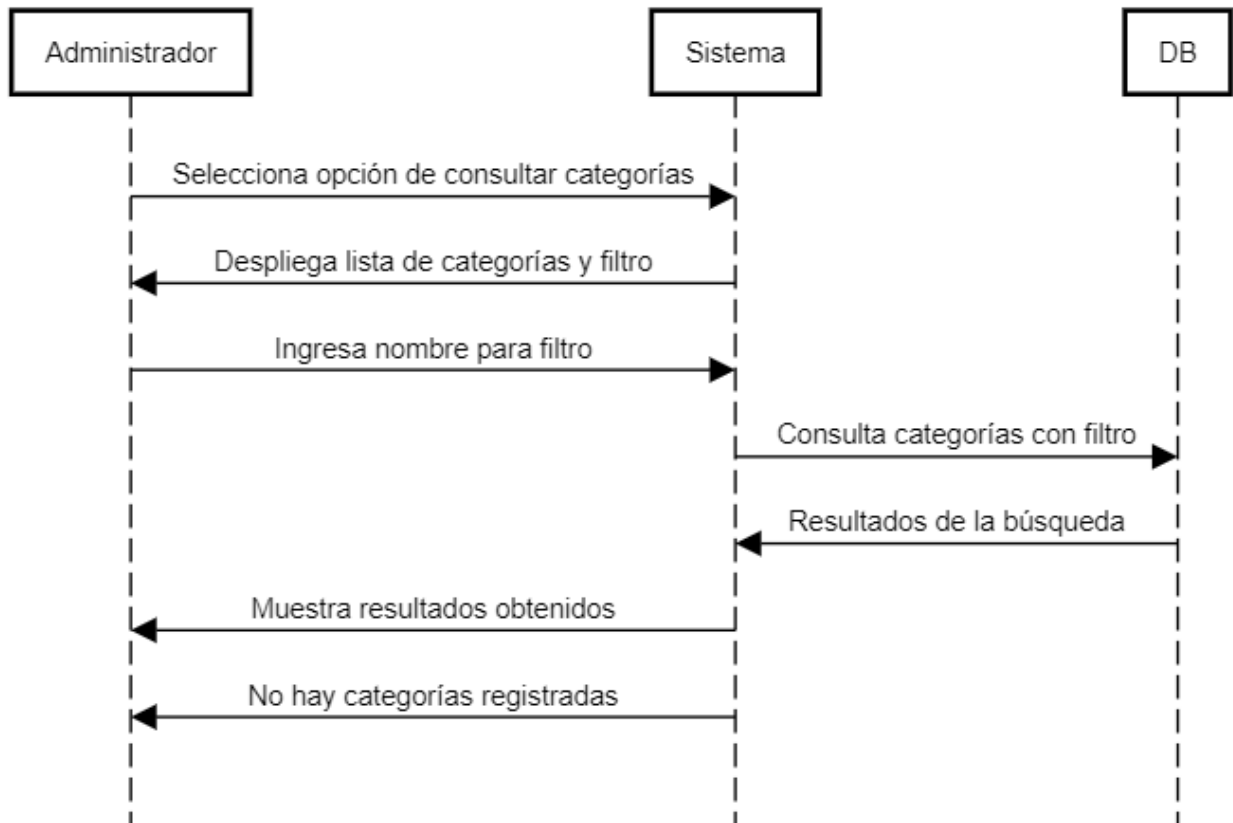 Administrador
Sistema
DB
Selecciona opción de consultar categorías
Despliega lista de categorías y filtro
Ingresa nombre para filtro
Consulta categorías con filtro
Resultados de la búsqueda
Muestra resultados obtenidos
No hay categorías registradas